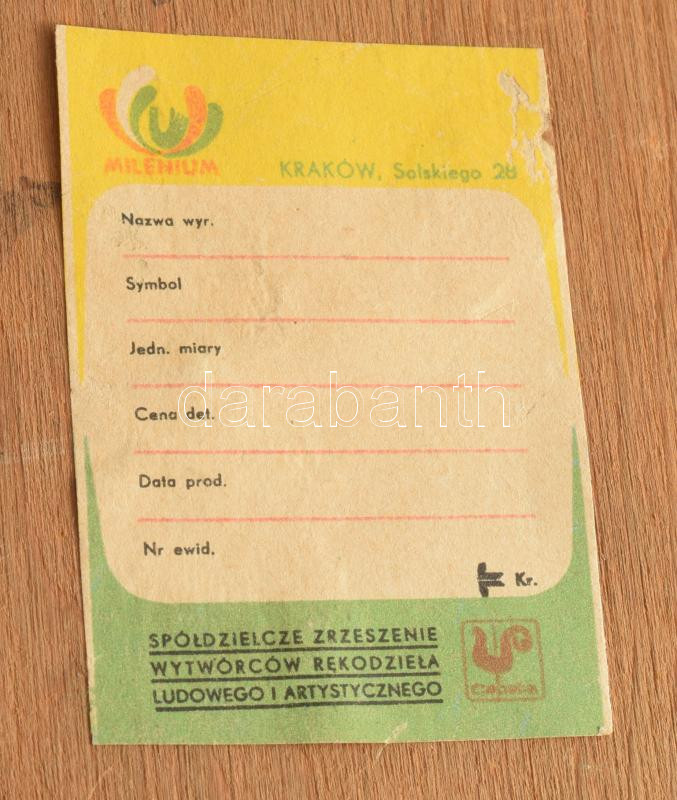 MILENIUM
KRAKÓW, Solskiego 28
Nazwa wyr.
Symbol
Jedn. miary
darabanth
Cena det.
Data prod.
Nr ewid.
Kr.
SPÓŁDZIELCZE ZRZESZENIE
WYTWÓRCÓW RĘKODZIEŁA
LUDOWEGO I ARTYSTYCZNEGO
Cepelia